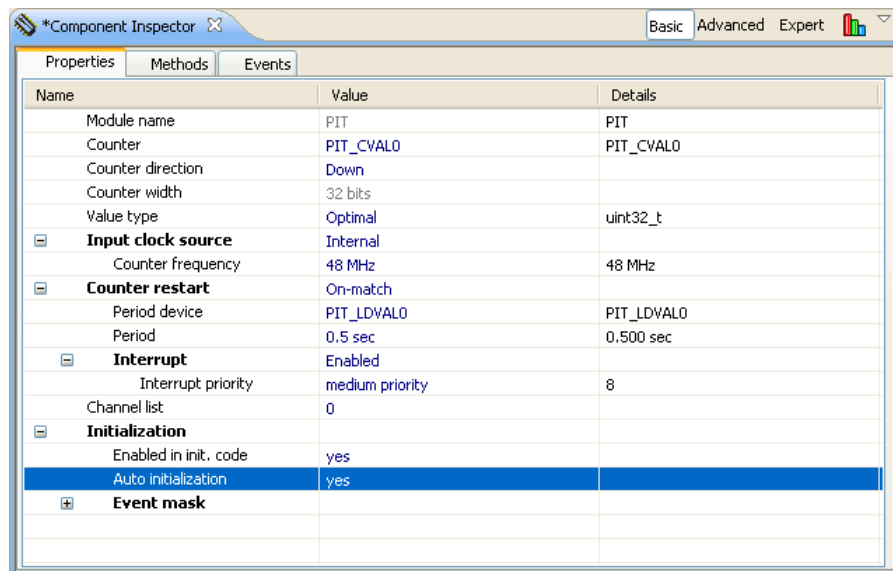 *Component Inspector
Basic Advanced Expert
Properties Methods Events
Name Value Details
Module name PIT PIT
Counter PIT_CVAL0 PIT_CVAL0
Counter direction Down
Counter width 32 bits
Value type Optimal uint32_t
Input clock source Internal
Counter frequency 48 MHz 48 MHz
Counter restart On-match
Period device PIT_LDVAL0 PIT_LDVAL0
Period 0.5 sec 0.500 sec
Interrupt Enabled
Interrupt priority medium priority 8
Channel list 0
Initialization
Enabled in init. code yes
Auto initialization yes
Event mask